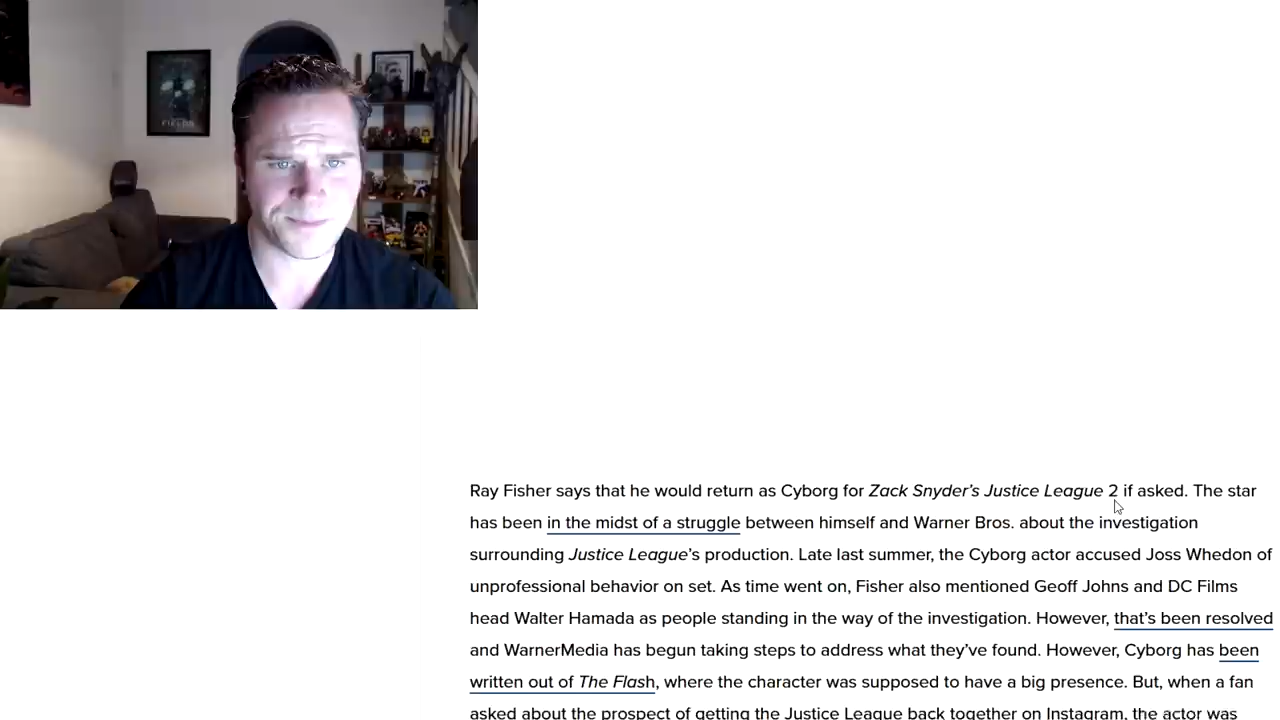 Ray Fisher says that he would return as Cyborg for Zack Snyder’s Justice League 2 if asked. The star
has been in the midst of a struggle between himself and Warner Bros. about the investigation
surrounding Justice League’s production. Late last summer, the Cyborg actor accused Joss Whedon of
unprofessional behavior on set. As time went on, Fisher also mentioned Geoff Johns and DC Films
head Walter Hamada as people standing in the way of the investigation. However, that’s been resolved
and WarnerMedia has begun taking steps to address what they’ve found. However, Cyborg has been
written out of The Flash, where the character was supposed to have a big presence. But, when a fan
asked about the prospect of getting the Justice League back together on Instagram, the actor was